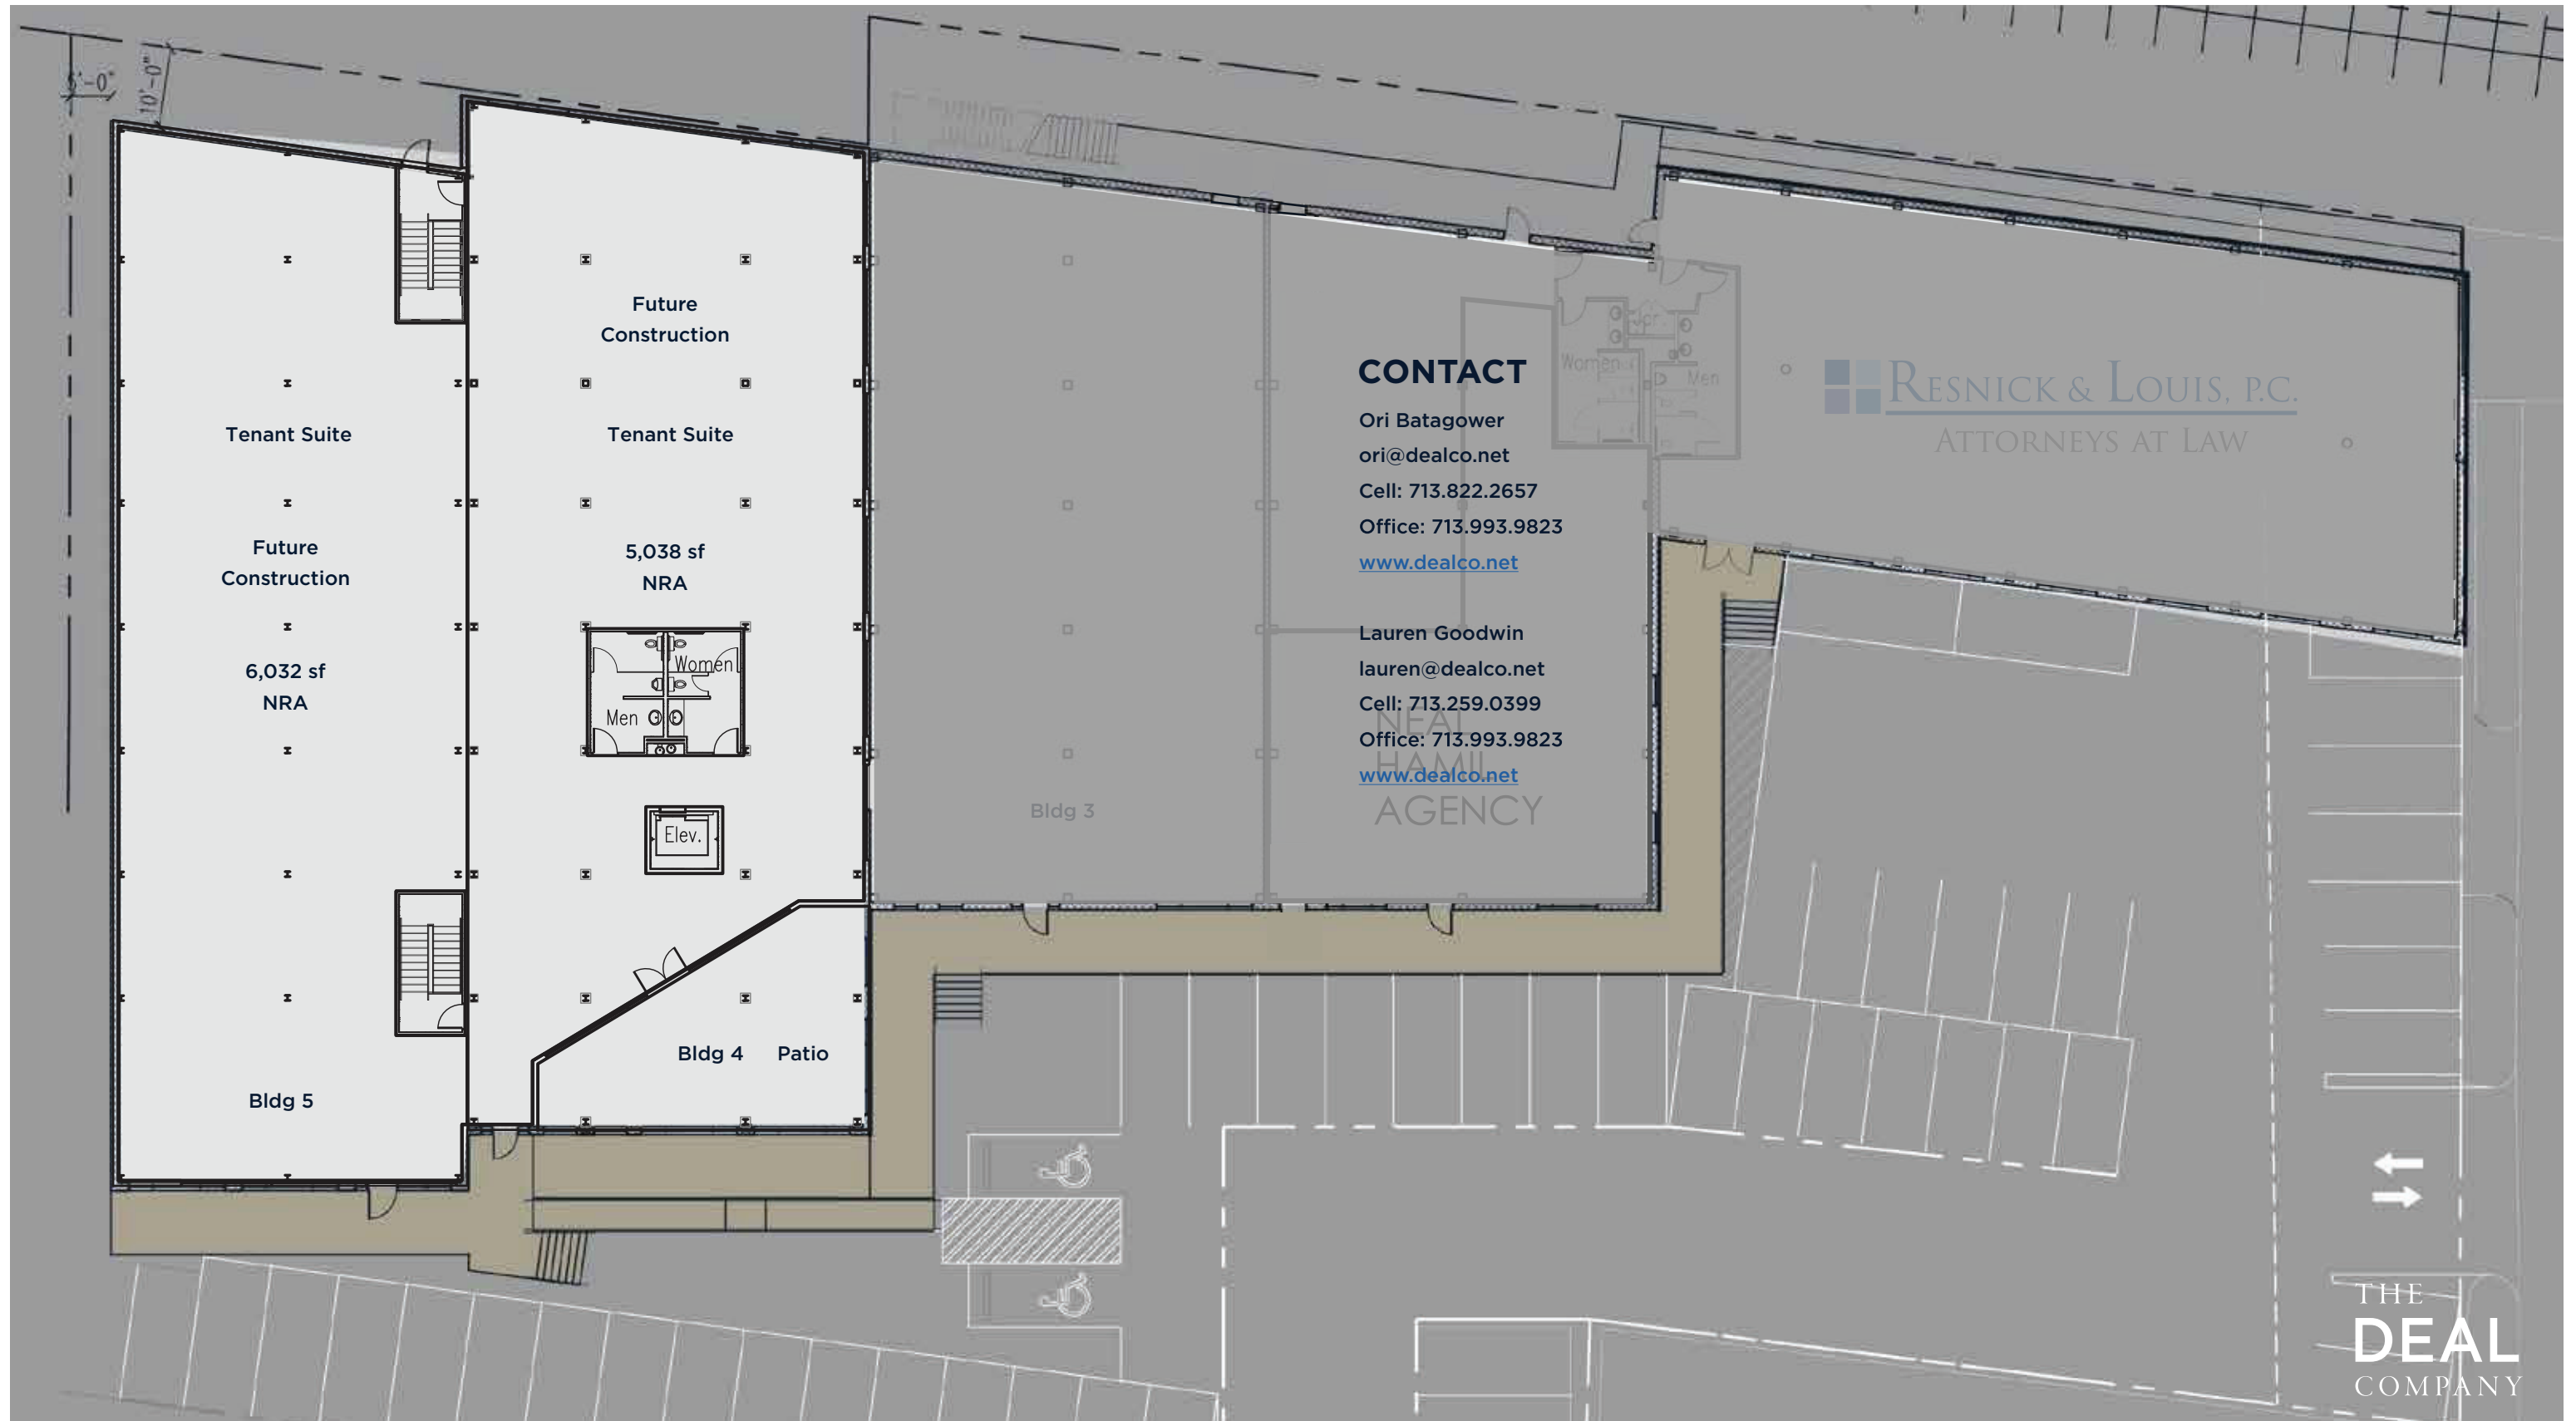 5'-0"
10'-0"
Future
Construction
Tenant Suite
5,038 sf
NRA
Women
Men
Elev.
Bldg 4 Patio
Tenant Suite
Future
Construction
6,032 sf
NRA
Bldg 5
Bldg 3
CONTACT
Ori Batagower
ori@dealco.net
Cell: 713.822.2657
Office: 713.993.9823
www.dealco.net
Lauren Goodwin
lauren@dealco.net
Cell: 713.259.0399
Office: 713.993.9823
www.dealco.net
NEAL
HAMIL
AGENCY
Women
Men
RESNICK & LOUIS, P.C.
ATTORNEYS AT LAW
THE
DEAL
COMPANY